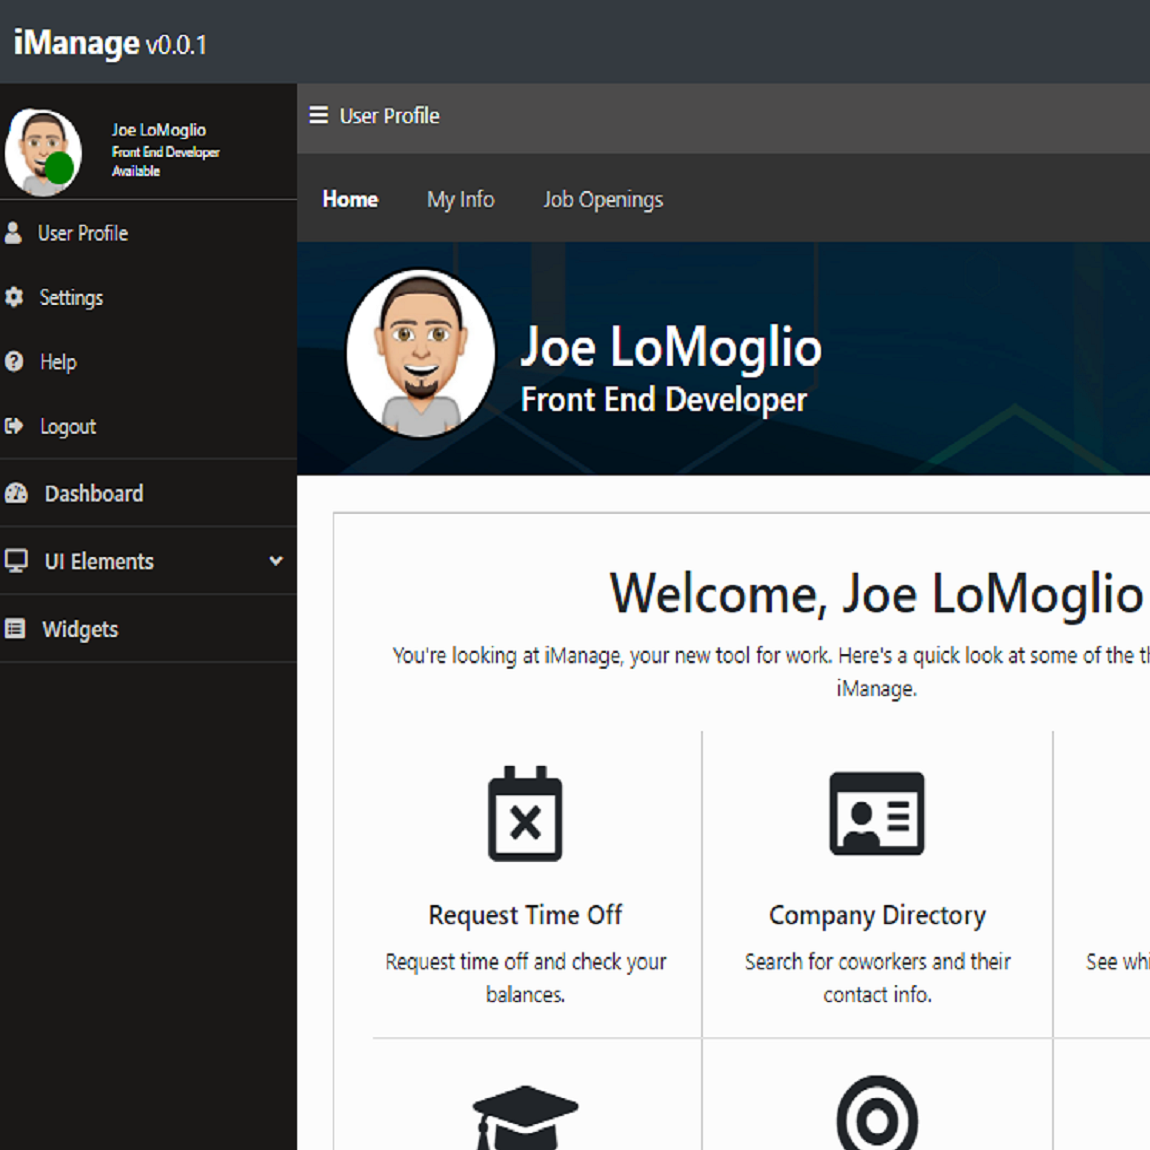 iManage v0.0.1
Joe LoMoglio
Front End Developer
Available
User Profile
Settings
Help
Logout
Dashboard
UI Elements
Widgets
User Profile
Home My Info Job Openings
Joe LoMoglio
Front End Developer
Welcome, Joe LoMoglio
You're looking at iManage, your new tool for work. Here's a quick look at some of the
iManage.
Request Time Off
Request time off and check your
balances.
Company Directory
Search for coworkers and their
contact info.
See